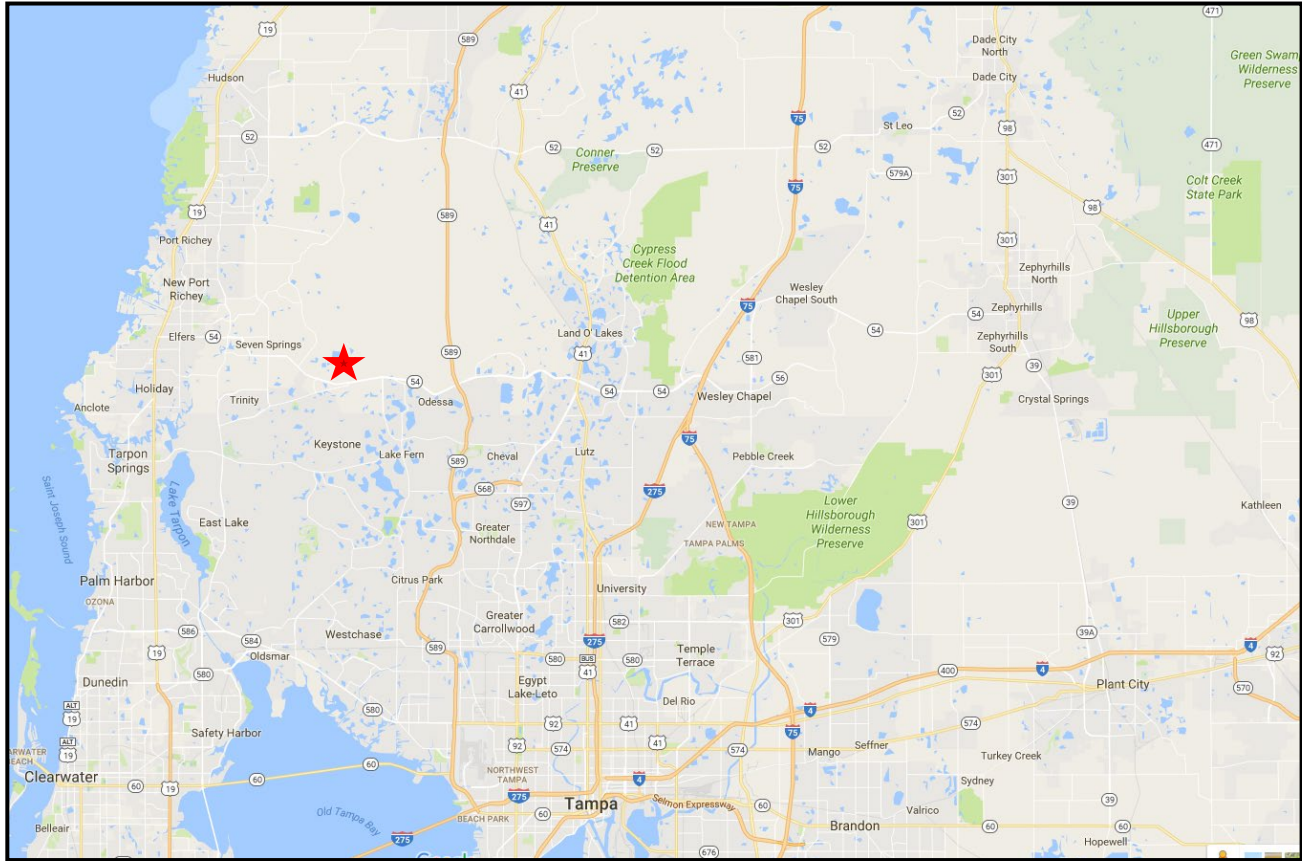 471
19
589
Dade City
North
Green Swam
Wilderness
Preserve
Hudson
Dade City
41
75
St Leo
52
98
52
52
52
52
471
Conner
Preserve
579A
301
Colt Creek
State Park
75
19
589
41
98
Port Richey
301
Cypress
Creek Flood
Detention Area
New Port
Richey
Wesley
Chapel South
Zephyrhills
North
75
Zephyrhills
54
Upper
Hillsborough
Preserve
98
Elfers
54
Seven Springs
Land O' Lakes
54
Zephyrhills
South
589
41
581
39
301
Holiday
54
56
Trinity
Odessa
54
54
Wesley Chapel
Crystal Springs
Anclote
Keystone
75
Tarpon
Springs
Lake Fern
Cheval
Lutz
Pebble Creek
589
568
275
Saint Joseph Sound
Lake Tarpon
597
Lower
Hillsborough
Wilderness
Preserve
39
Kathleen
East Lake
Greater
Northdale
NEW TAMPA
301
TAMPA PALMS
Palm Harbor
Citrus Park
University
OZONA
Greater
Carrollwood
301
586
584
Westchase
582
579
39A
19
589
275
Temple
Terrace
4
92
Oldsmar
580
BUS
41
580
400
4
580
Dunedin
Egypt
Lake-Leto
Plant City
570
Del Rio
ALT
19
580
4
Safety Harbor
92
574
41
41
574
574
75
Mango
Seffner
ALT
19
Turkey Creek
ARWATER
BEACH
60
60
NORTHWEST
TAMPA
4
Sydney
Clearwater
60
19
275
39
Tampa
Selmon Expressway
60
Valrico
Old Tampa Bay
BEACH PARK
60
Brandon
60
Belleair
275
676
Hopewell